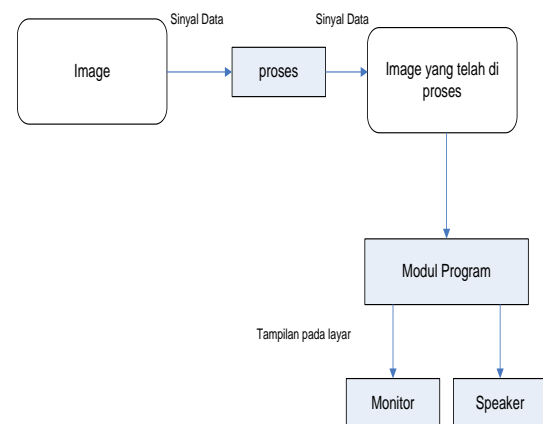 Sinyal Data
Sinyal Data
Image
proses
Image yang telah di
proses
Modul Program
Tampilan pada layar
Monitor
Speaker